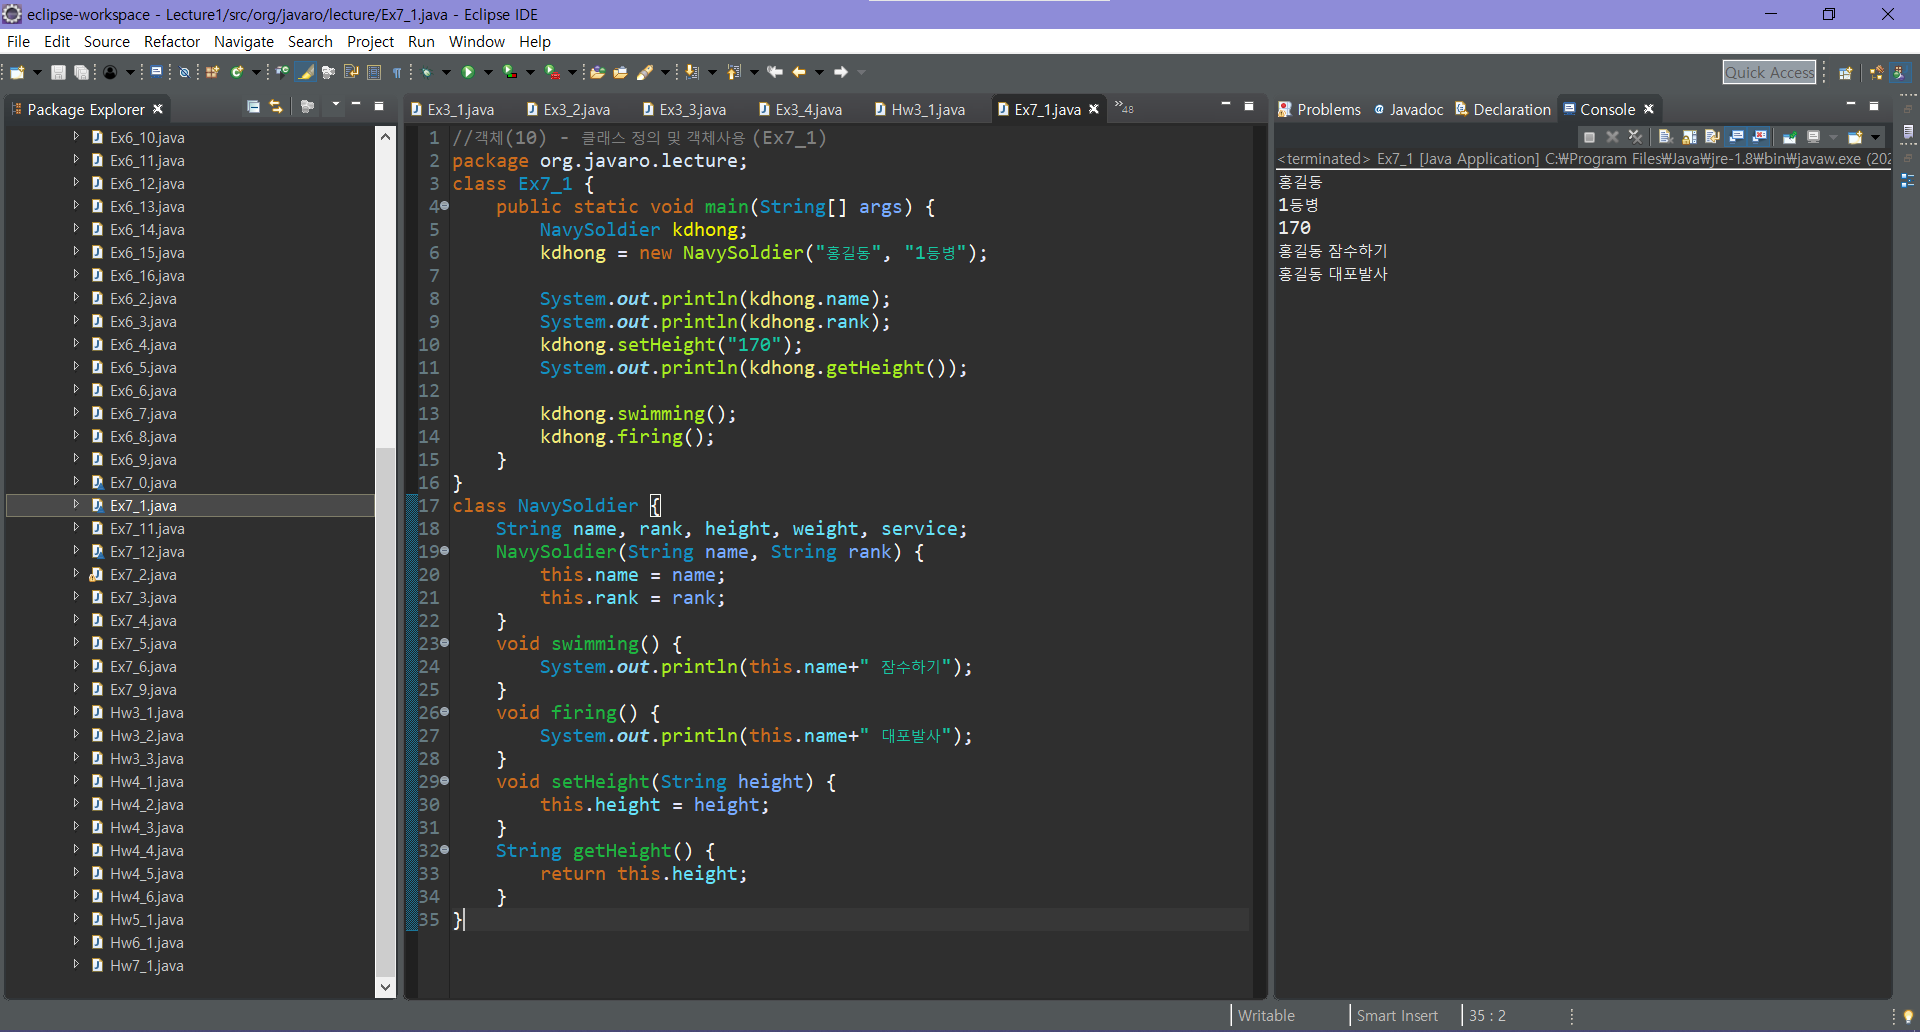 eclipse-workspace - Lecture1/src/org/javaro/lecture/Ex7_1.java - Eclipse IDE
File Edit Source Refactor Navigate Search Project Run Window Help
Quick Access
Package Explorer
Ex6_10.java
Ex6_11.java
Ex6_12.java
Ex6_13.java
Ex6_14.java
Ex6_15.java
Ex6_16.java
Ex6_2.java
Ex6_3.java
Ex6_4.java
Ex6_5.java
Ex6_6.java
Ex6_7.java
Ex6_8.java
Ex6_9.java
Ex7_0.java
Ex7_1.java
Ex7_11.java
Ex7_12.java
Ex7_2.java
Ex7_3.java
Ex7_4.java
Ex7_5.java
Ex7_6.java
Ex7_9.java
Hw3_1.java
Hw3_2.java
Hw3_3.java
Hw4_1.java
Hw4_2.java
Hw4_3.java
Hw4_4.java
Hw4_5.java
Hw4_6.java
Hw5_1.java
Hw6_1.java
Hw7_1.java
Ex3_1.java Ex3_2.java Ex3_3.java Ex3_4.java Hw3_1.java Ex7_1.java »48
1 //객체(10) - 클래스 정의 및 객체사용 (Ex7_1)
2 package org.javaro.lecture;
3 class Ex7_1 {
4 public static void main(String[] args) {
5 NavySoldier kdhong;
6 kdhong = new NavySoldier("홍길동", "1등병");
7
8 System.out.println(kdhong.name);
9 System.out.println(kdhong.rank);
10 kdhong.setHeight("170");
11 System.out.println(kdhong.getHeight());
12
13 kdhong.swimming();
14 kdhong.firing();
15 }
16 }
17 class NavySoldier {
18 String name, rank, height, weight, service;
19 NavySoldier(String name, String rank) {
20 this.name = name;
21 this.rank = rank;
22 }
23 void swimming() {
24 System.out.println(this.name+" 잠수하기");
25 }
26 void firing() {
27 System.out.println(this.name+" 대포발사");
28 }
29 void setHeight(String height) {
30 this.height = height;
31 }
32 String getHeight() {
33 return this.height;
34 }
35 }
Problems Javadoc Declaration Console
<terminated> Ex7_1 [Java Application] C:₩Program Files₩Java₩jre-1.8₩bin₩javaw.exe (202
홍길동
1등병
170
홍길동 잠수하기
홍길동 대포발사
Writable Smart Insert 35 : 2